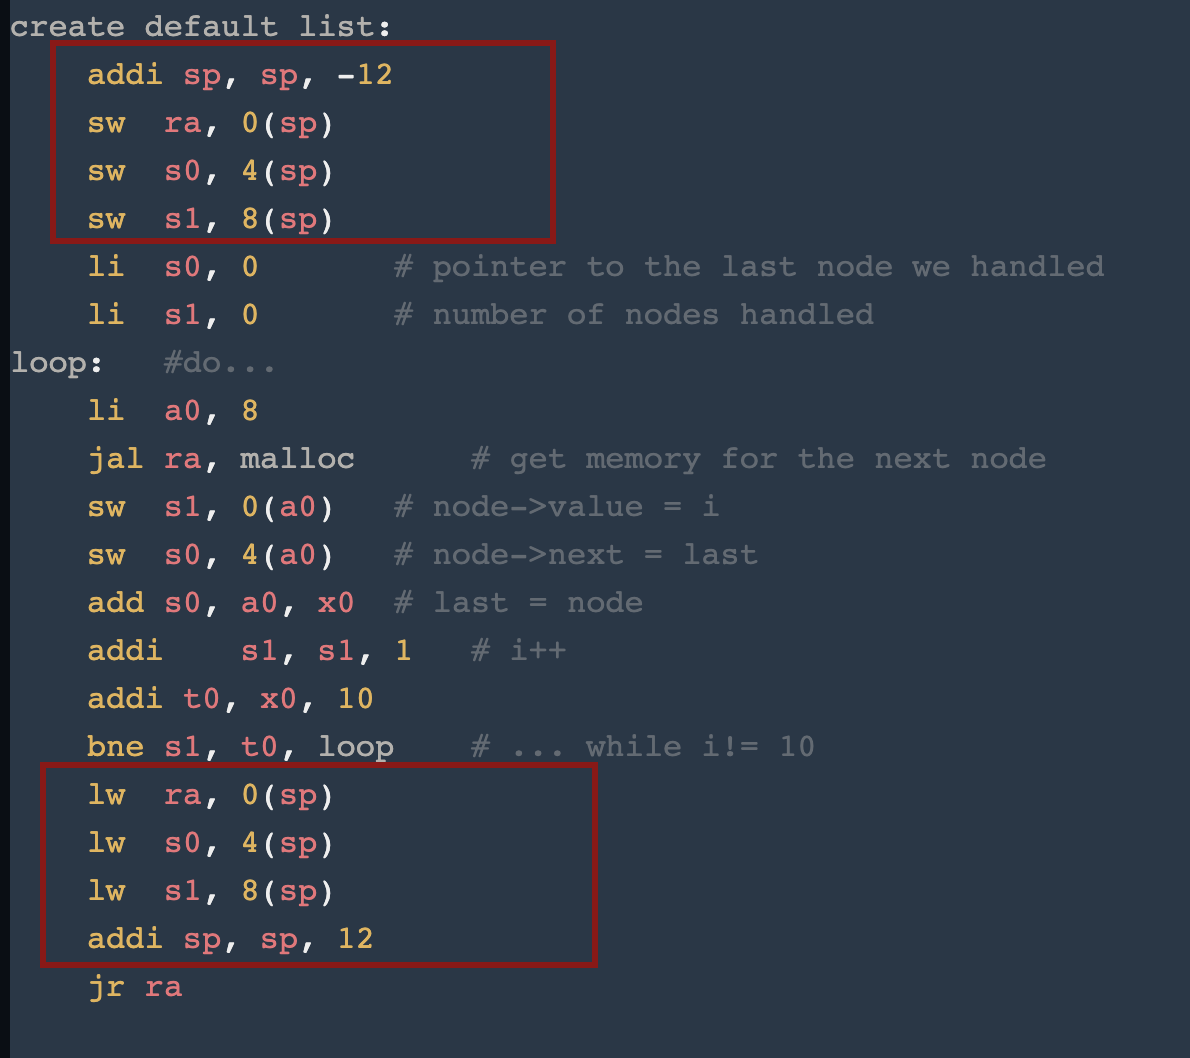 create default list:
addi sp, sp, -12
sw ra, 0(sp)
sw s0, 4(sp)
sw s1, 8(sp)
li s0, 0 # pointer to the last node we handled
li s1, 0 # number of nodes handled
loop: #do...
li a0, 8
jal ra, malloc # get memory for the next node
sw s1, 0(a0) # node->value = i
sw s0, 4(a0) # node->next = last
add s0, a0, x0 # last = node
addi s1, s1, 1 # i++
addi t0, x0, 10
bne s1, t0, loop # ... while i!= 10
lw ra, 0(sp)
lw s0, 4(sp)
lw s1, 8(sp)
addi sp, sp, 12
jr ra